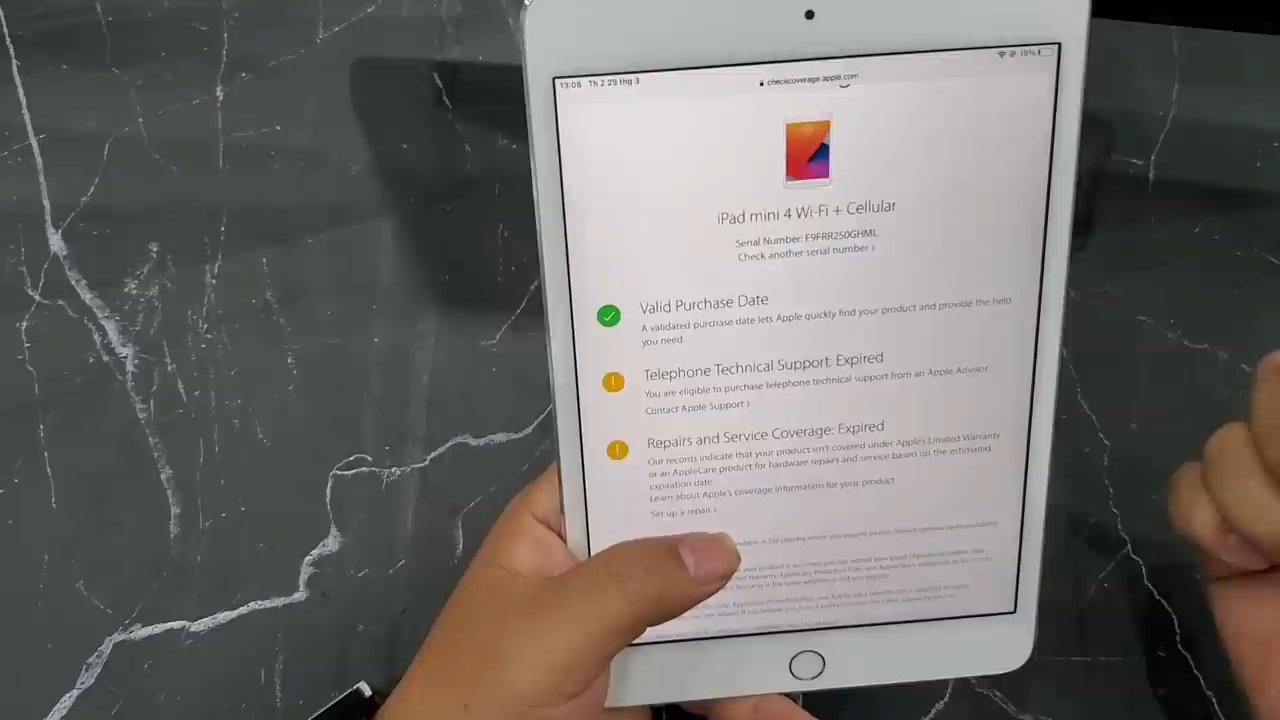 13:08 Th 2 29 thg 3
checkcoverage.apple.com
15%
iPad mini 4 Wi-Fi + Cellular
Serial Number: F9FRR250GHML
Check another serial number ›
Valid Purchase Date
A validated purchase date lets Apple quickly find your product and provide the help
you need.
Telephone Technical Support: Expired
You are eligible to purchase telephone technical support from an Apple Advisor.
Contact Apple Support ›
Repairs and Service Coverage: Expired
Our records indicate that your product isn't covered under Apple's Limited Warranty
or an AppleCare product for hardware repairs and service based on the estimated
expiration date.
Learn about Apple's coverage information for your product.
Set up a repair ›